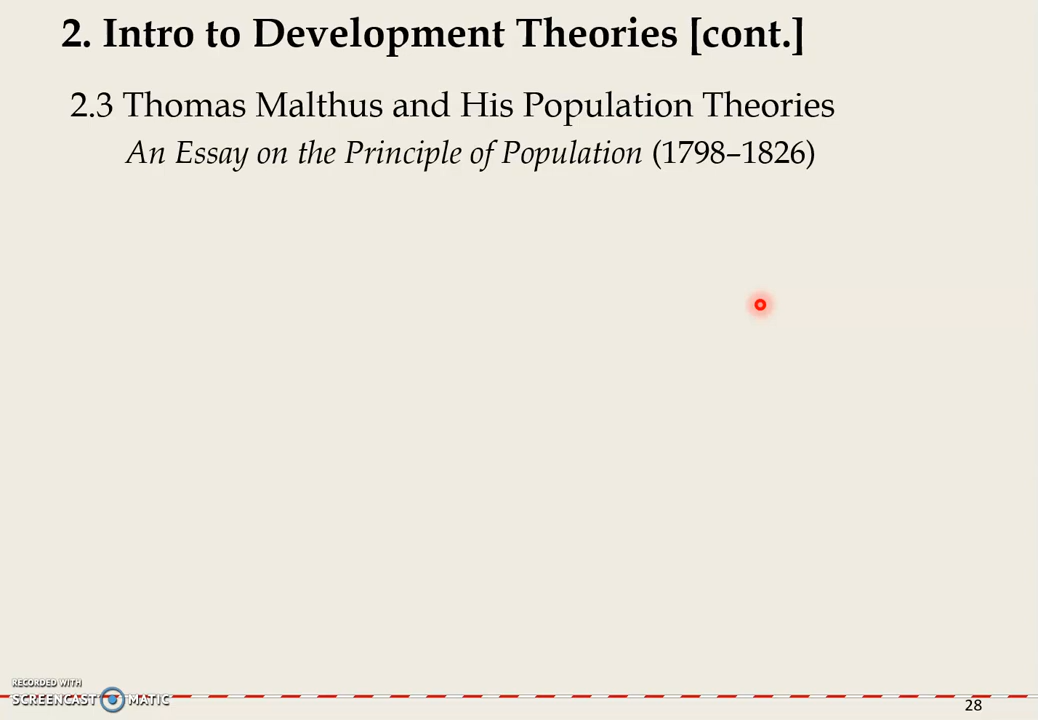 2. Intro to Development Theories [cont.]
2.3 Thomas Malthus and His Population Theories
An Essay on the Principle of Population (1798–1826)
RECORDED WITH
SCREENCAST MATIC
28